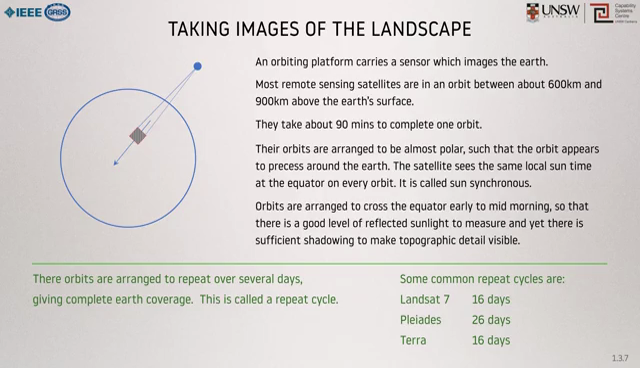 IEEE GRSS
UNSW
AUSTRALIA
Capability
Systems
Centre
UNSW Canberra
TAKING IMAGES OF THE LANDSCAPE
An orbiting platform carries a sensor which images the earth.
Most remote sensing satellites are in an orbit between about 600km and
900km above the earth's surface.
They take about 90 mins to complete one orbit.
Their orbits are arranged to be almost polar, such that the orbit appears
to precess around the earth. The satellite sees the same local sun time
at the equator on every orbit. It is called sun synchronous.
Orbits are arranged to cross the equator early to mid morning, so that
there is a good level of reflected sunlight to measure and yet there is
sufficient shadowing to make topographic detail visible.
There orbits are arranged to repeat over several days,
giving complete earth coverage. This is called a repeat cycle.
Some common repeat cycles are:
Landsat 7 16 days
Pleiades 26 days
Terra 16 days
1.3.7